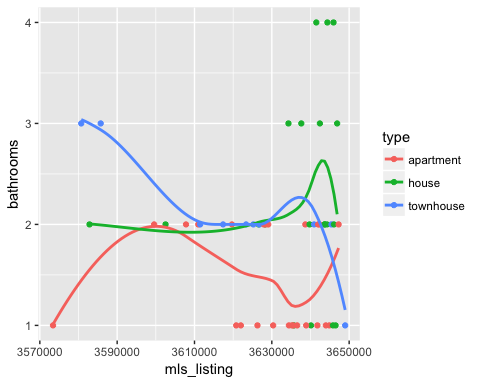 4
3
2
1
bathrooms
3570000 3590000 3610000 3630000 3650000
mls_listing
type
apartment
house
townhouse